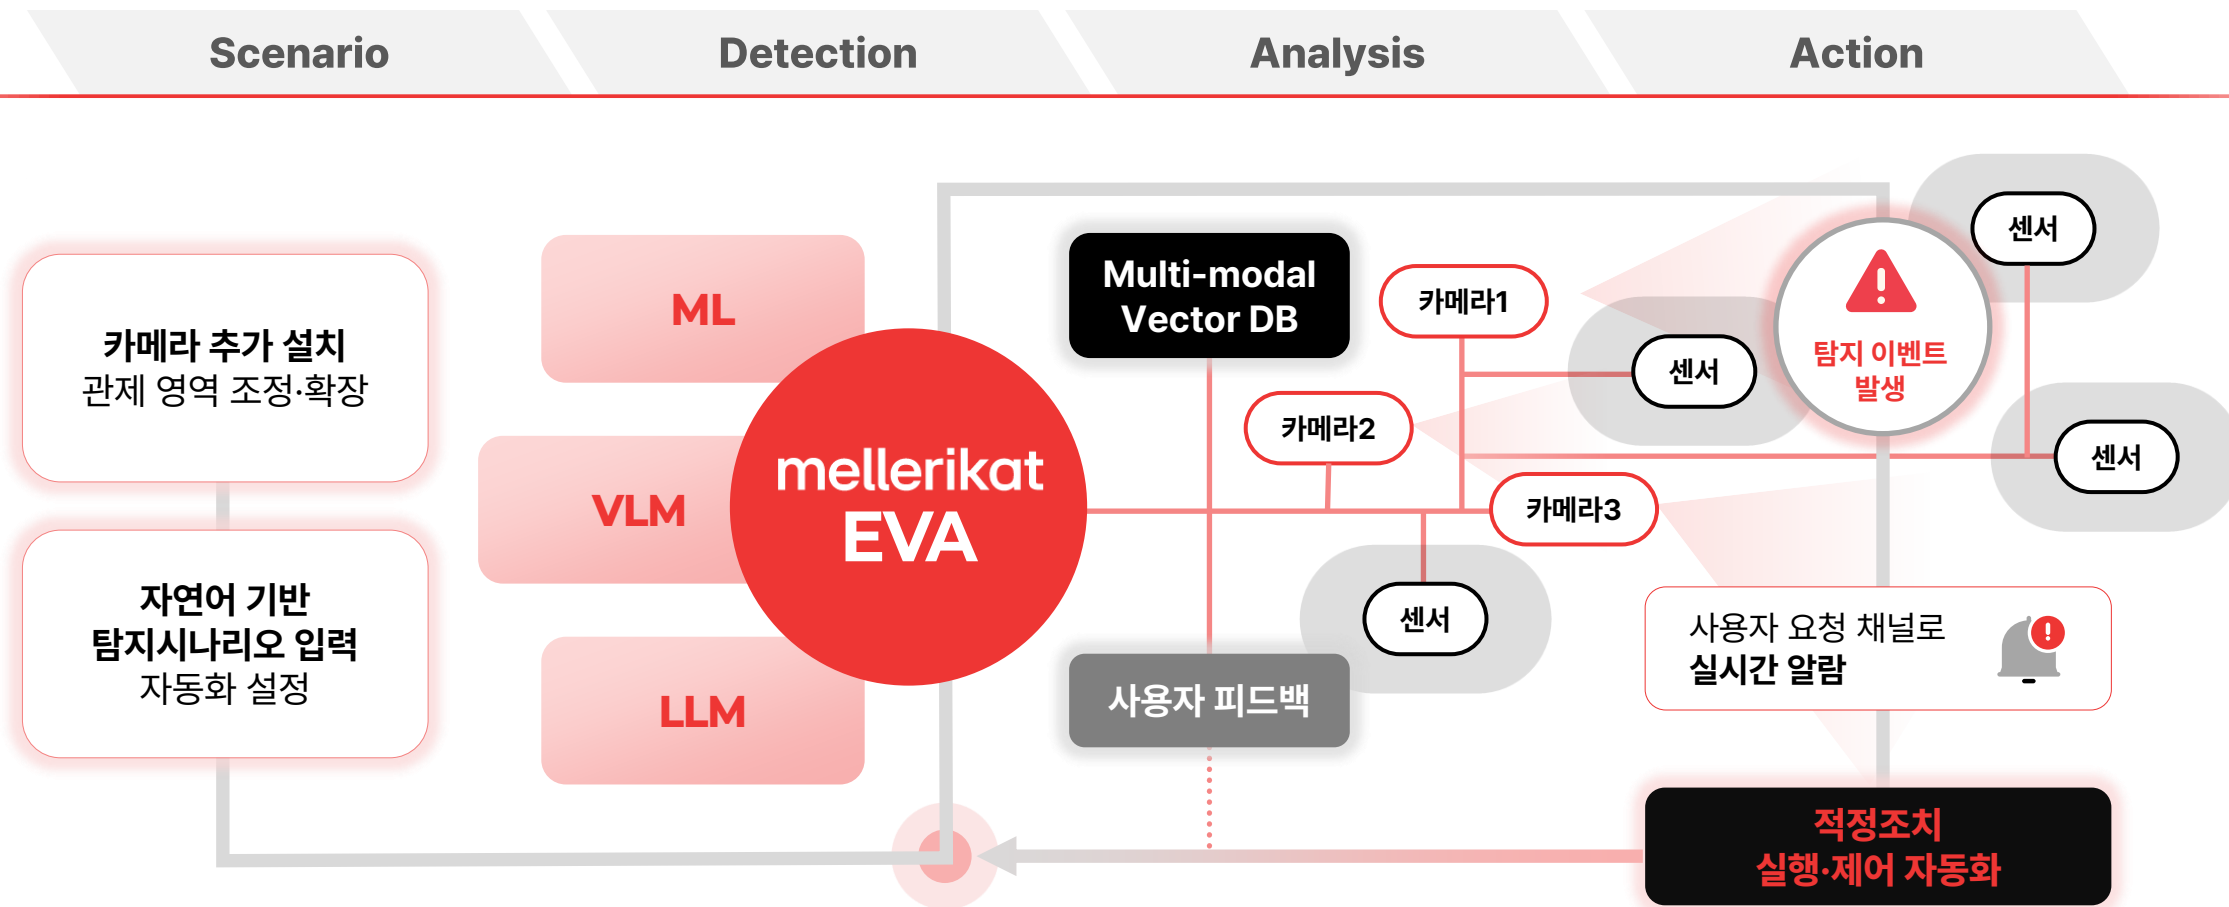 Scenario
Detection
Analysis
Action
카메라 추가 설치
관제 영역 조정·확장
자연어 기반
탐지시나리오 입력
자동화 설정
ML
VLM
LLM
mellerikat
EVA
Multi-modal
Vector DB
사용자 피드백
카메라1
카메라2
카메라3
센서
센서
센서
센서
탐지 이벤트
발생
사용자 요청 채널로
실시간 알람
적정조치
실행·제어 자동화